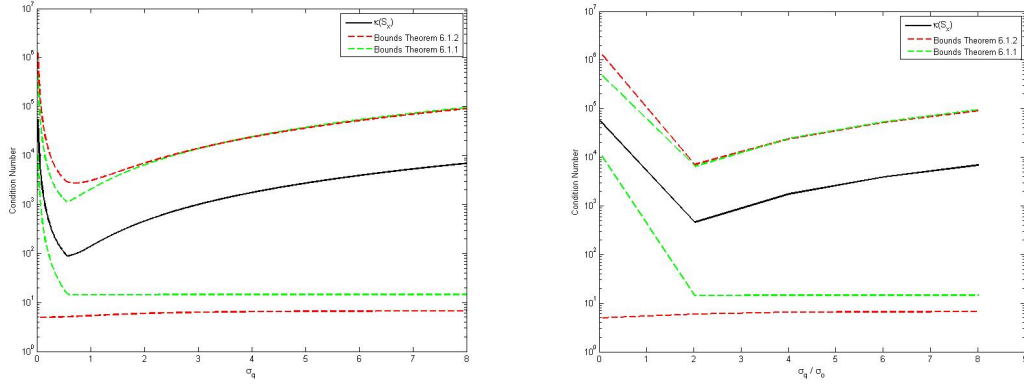 10^7
10^6
10^5
10^4
10^3
10^2
10^1
10^0
Condition Number
0 1 2 3 4 5 6 7 8
σ_q
κ(S_x)
Bounds Theorem 6.1.2
Bounds Theorem 6.1.1
10^7
10^6
10^5
10^4
10^3
10^2
10^1
10^0
Condition Number
0 1 2 3 4 5 6 7 8 9
σ_q / σ_o
κ(S_x)
Bounds Theorem 6.1.2
Bounds Theorem 6.1.1